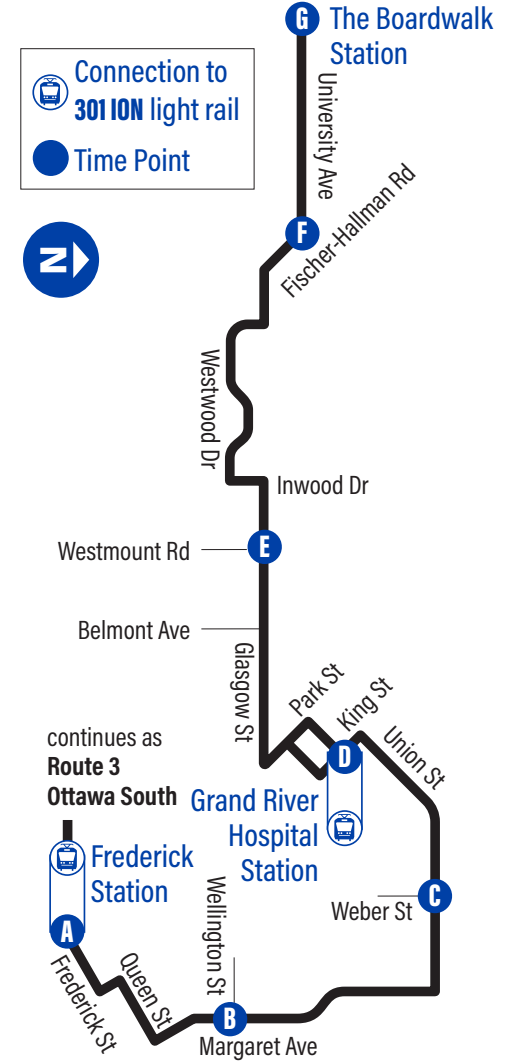 G
The Boardwalk
Station
Connection to
301 ION light rail
Time Point
University Ave
N
F
Fischer-Hallman Rd
Westwood Dr
Inwood Dr
Westmount Rd
E
Belmont Ave
Glasgow St
Park St
King St
Union St
D
continues as
Route 3
Ottawa South
Grand River
Hospital
Station
Frederick
Station
Wellington St
C
Weber St
A
Frederick St
Queen St
B
Margaret Ave